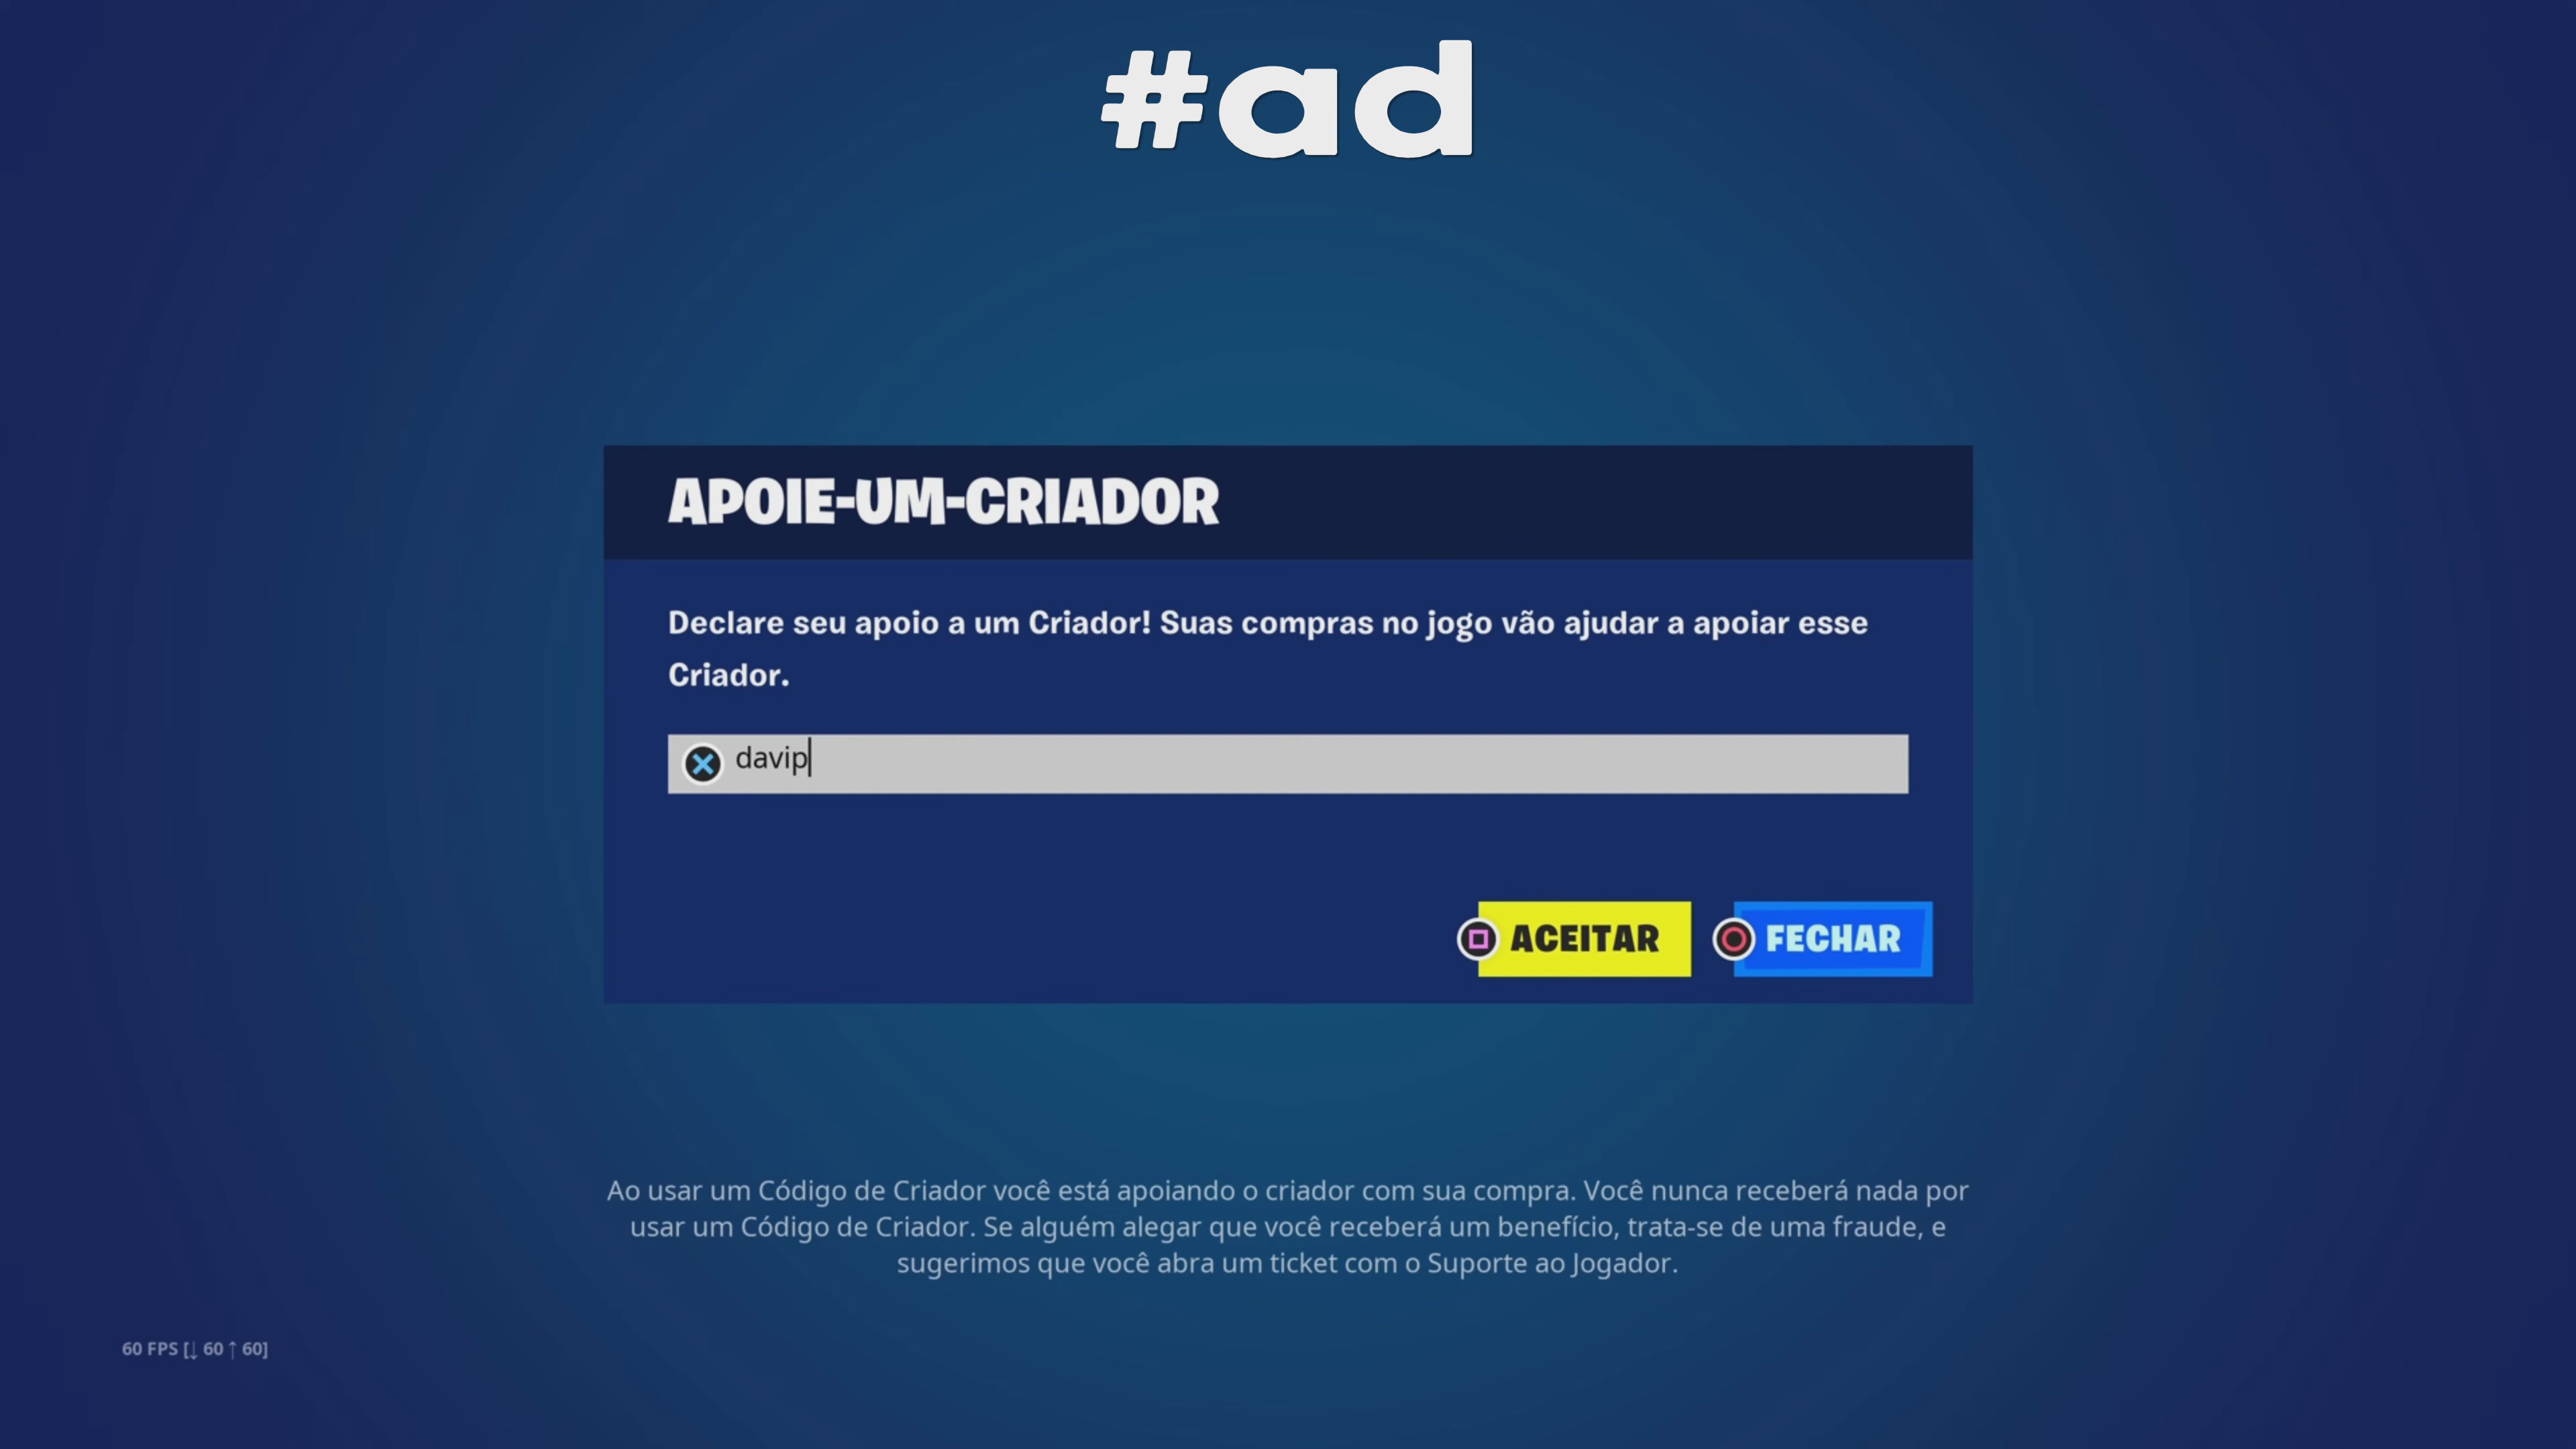 #ad
APOIE-UM-CRIADOR
Declare seu apoio a um Criador! Suas compras no jogo vão ajudar a apoiar esse
Criador.
davip
ACEITAR
FECHAR
Ao usar um Código de Criador você está apoiando o criador com sua compra. Você nunca receberá nada por
usar um Código de Criador. Se alguém alegar que você receberá um benefício, trata-se de uma fraude, e
sugerimos que você abra um ticket com o Suporte ao Jogador.
60 FPS [↓ 60 ↑ 60]